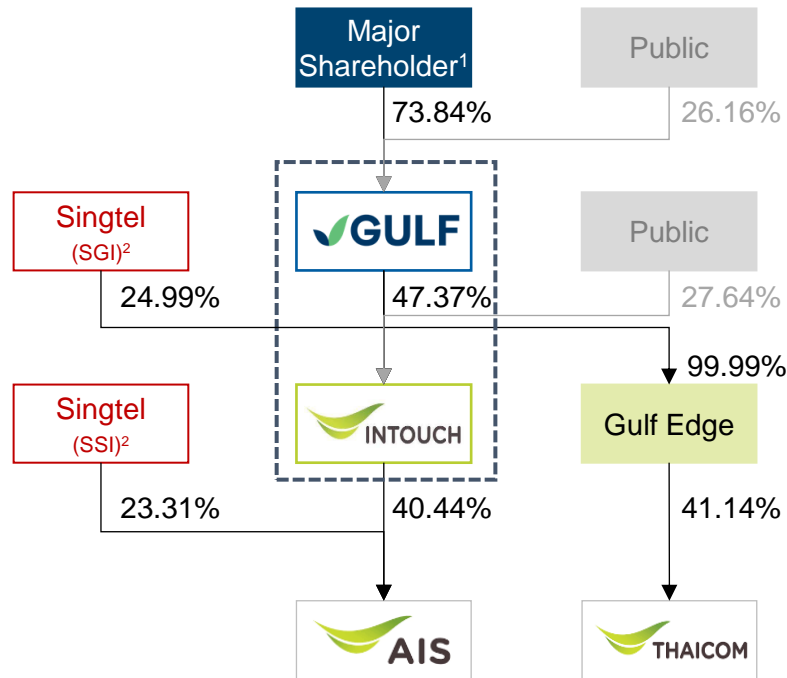 Major
Shareholder1
Public
73.84%
26.16%
Singtel
(SGI)2
GULF
Public
24.99%
47.37%
27.64%
99.99%
Singtel
(SSI)2
INTOUCH
Gulf Edge
23.31%
40.44%
41.14%
AIS
THAICOM